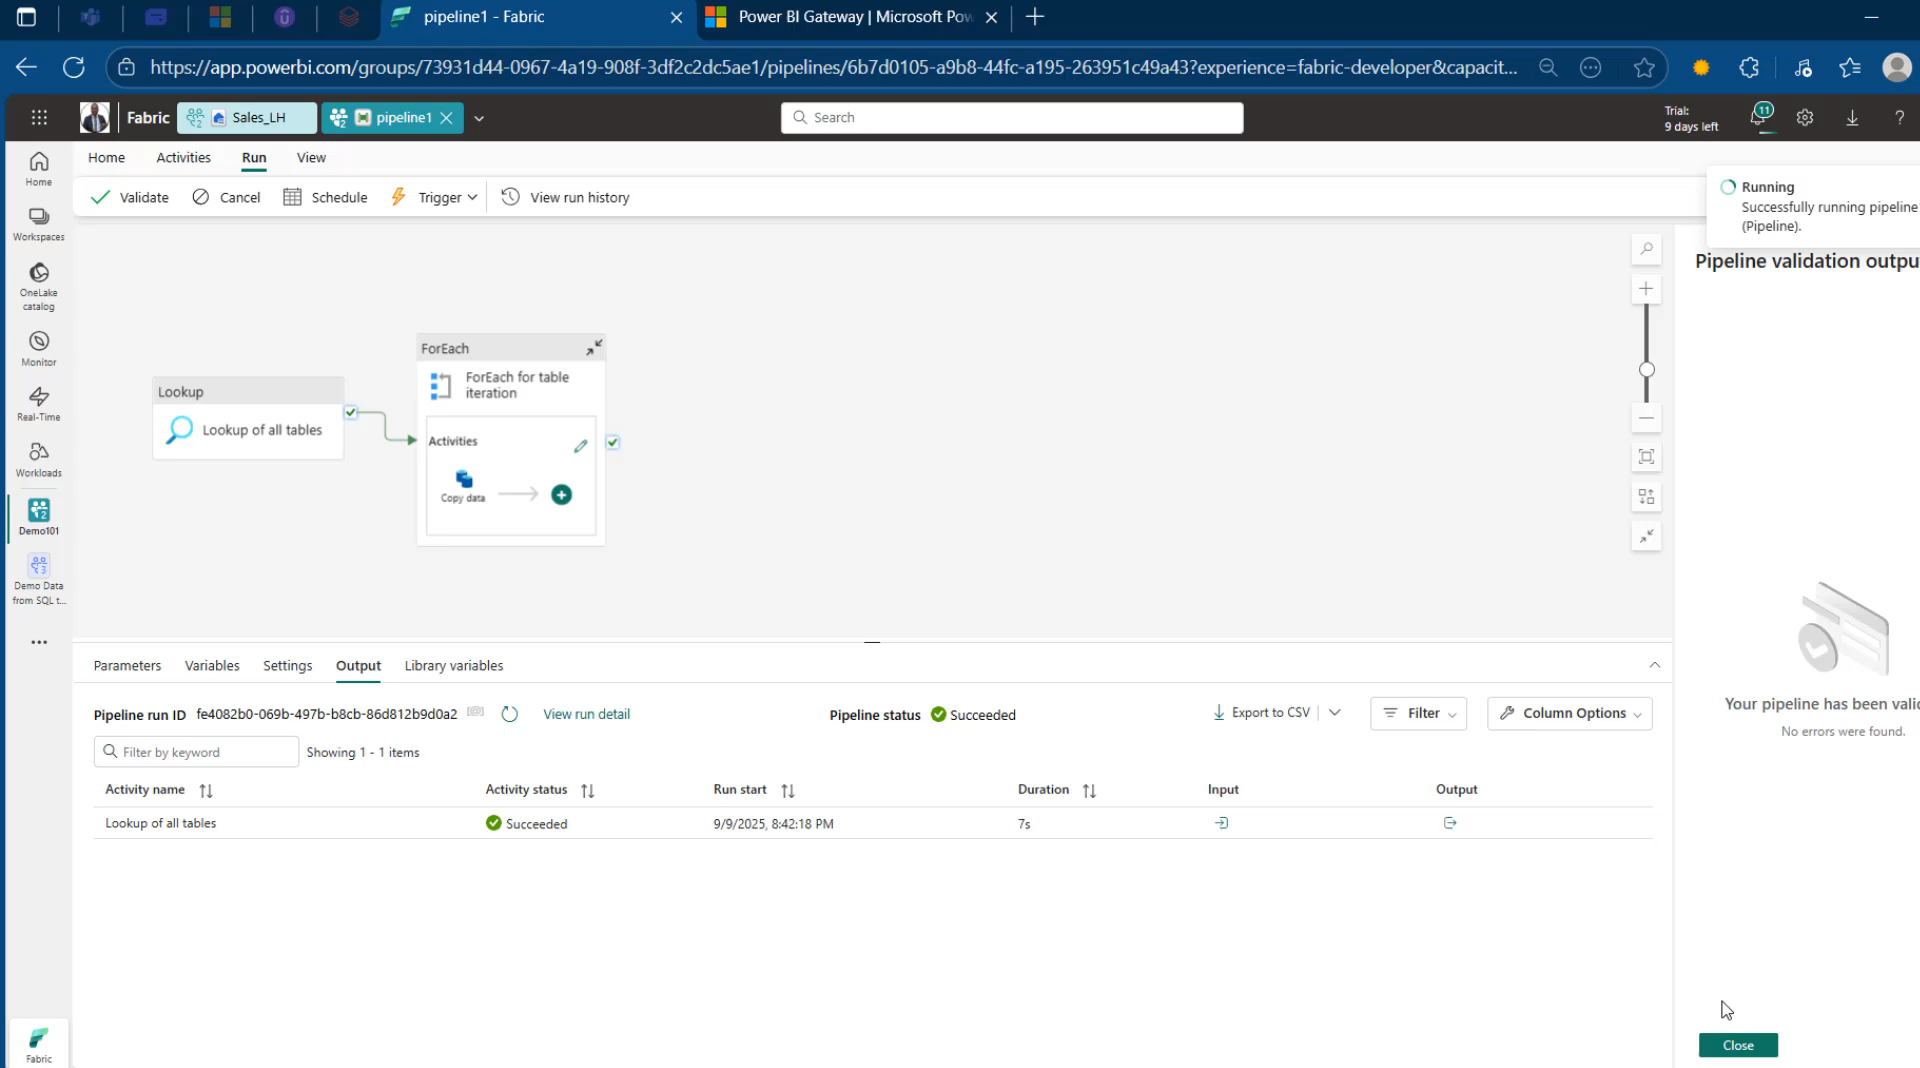 pipeline1 - Fabric
Power BI Gateway | Microsoft Pow
https://app.powerbi.com/groups/73931d44-0967-4a19-908f-3df2c2dc5ae1/pipelines/6b7d0105-a9b8-44fc-a195-263951c49a43?experience=fabric-developer&capacit...
Fabric
Sales_LH
pipeline1
Search
Trial:
9 days left
11
?
Home
Activities
Run
View
Validate
Cancel
Schedule
Trigger
View run history
Running
Successfully running pipeline
(Pipeline).
Pipeline validation outpu
Home
Workspaces
OneLake
catalog
Monitor
Real-Time
Workloads
Demo101
Demo Data
from SQL t...
Fabric
Lookup
Lookup of all tables
ForEach
ForEach for table
iteration
Activities
Copy data
Your pipeline has been valid
No errors were found.
Close
Parameters
Variables
Settings
Output
Library variables
Pipeline run ID fe4082b0-069b-497b-b8cb-86d812b9d0a2
View run detail
Pipeline status
Succeeded
Export to CSV
Filter
Column Options
Filter by keyword
Showing 1 - 1 items
Activity name
Activity status
Run start
Duration
Input
Output
Lookup of all tables
Succeeded
9/9/2025, 8:42:18 PM
7s